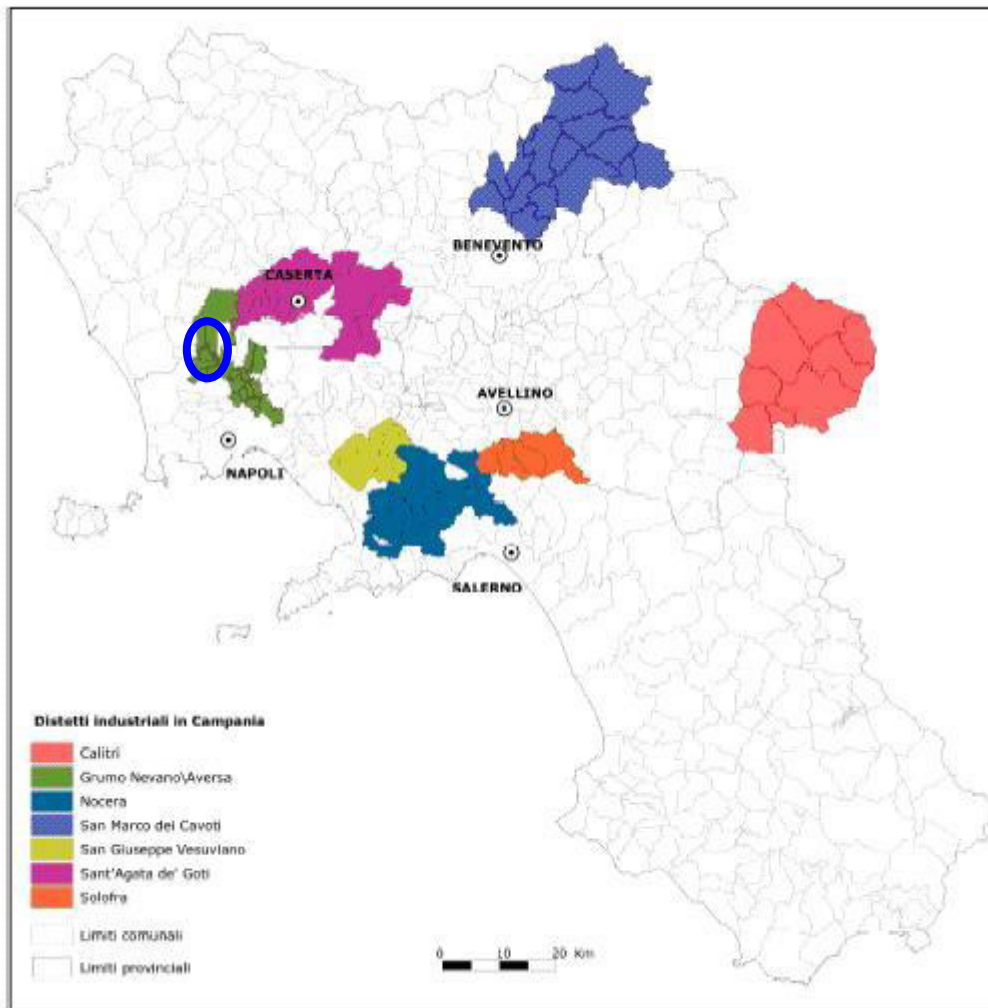 BENEVENTO
CASERTA
AVELLINO
NAPOLI
SALERNO
Distetti industriali in Campania
Calitri
Grumo Nevano\Aversa
Nocera
San Marco dei Cavoti
San Giuseppe Vesuviano
Sant'Agata de' Goti
Solofra
Limiti comunali
Limiti provinciali
0 10 20 Km